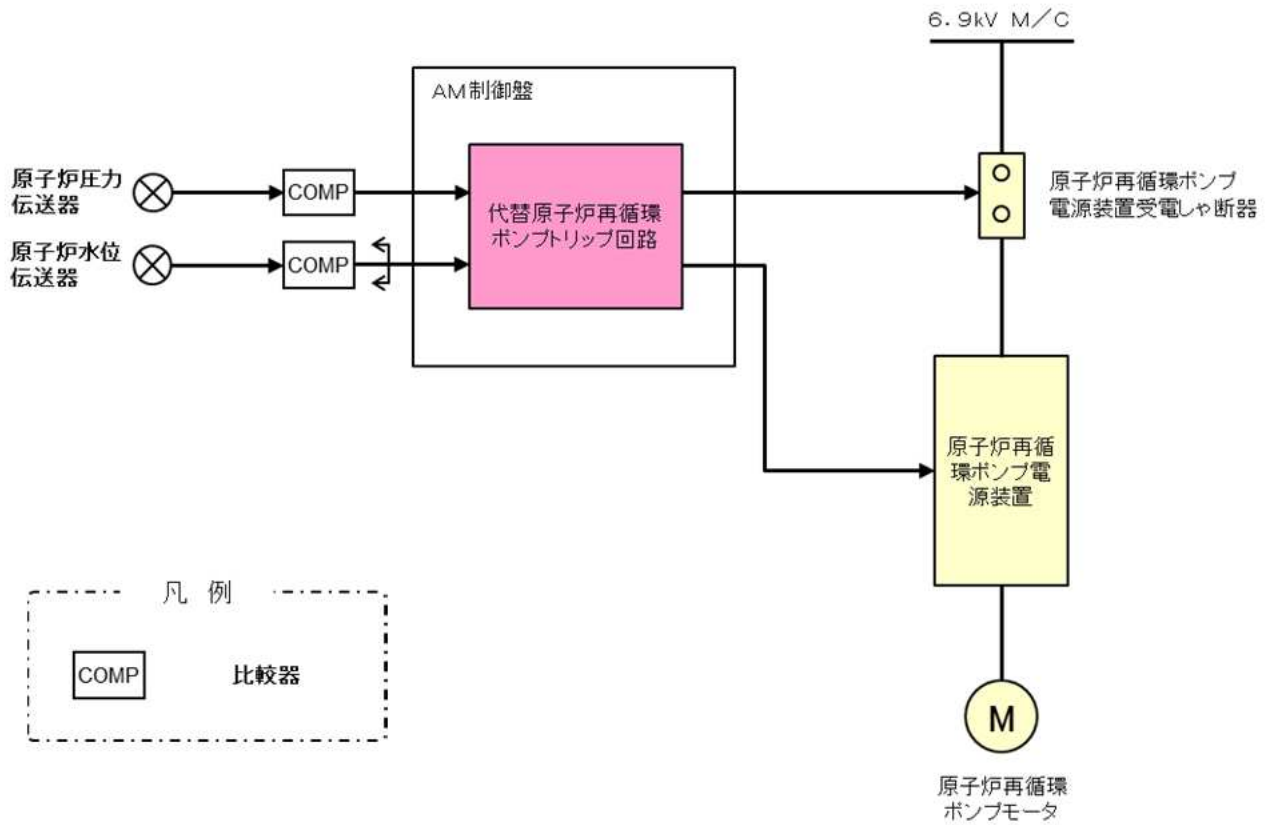 6.9kV M/C
AM制御盤
原子炉圧力
伝送器
COMP
代替原子炉再循環
ポンプトリップ回路
原子炉再循環ポンプ
電源装置受電しゃ断器
原子炉水位
伝送器
COMP
原子炉再循
環ポンプ電
源装置
凡 例
COMP
比較器
M
原子炉再循環
ポンプモータ